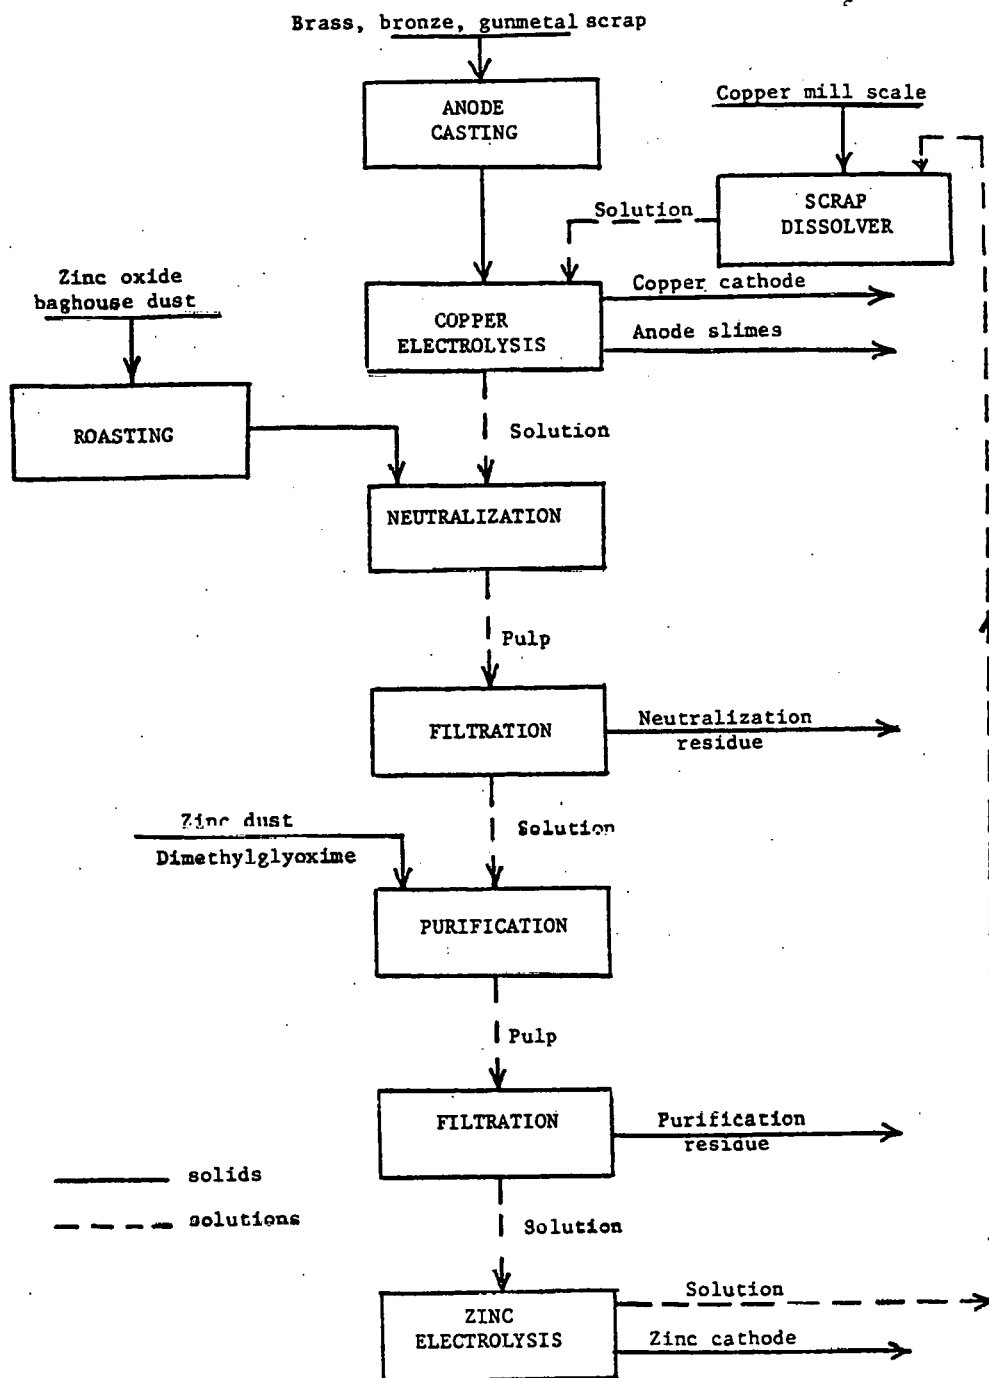 Brass, bronze, gunmetal scrap
Copper mill scale
ANODE
CASTING
SCRAP
DISSOLVER
Solution
Zinc oxide
baghouse dust
Copper cathode
COPPER
ELECTROLYSIS
Anode slimes
ROASTING
Solution
NEUTRALIZATION
Pulp
FILTRATION
Neutralization
residue
Zinc dust
Dimethylglyoxime
Solution
PURIFICATION
Pulp
FILTRATION
Purification
residue
solids
solutions
Solution
Solution
ZINC
ELECTROLYSIS
Zinc cathode